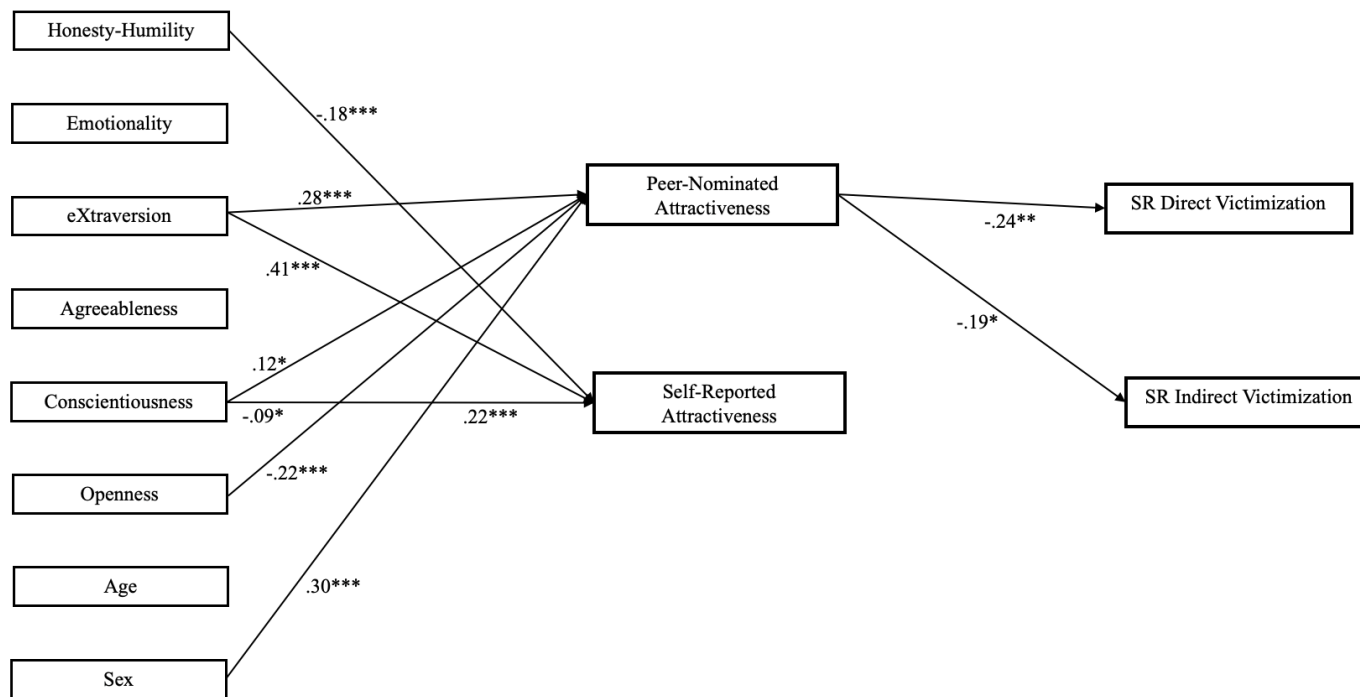 Honesty-Humility
Emotionality
eXtraversion
Agreeableness
Conscientiousness
Openness
Age
Sex
-.18***
.28***
.41***
.12*
-.09*
.22***
-.22***
.30***
Peer-Nominated
Attractiveness
Self-Reported
Attractiveness
-.24**
-.19*
SR Direct Victimization
SR Indirect Victimization